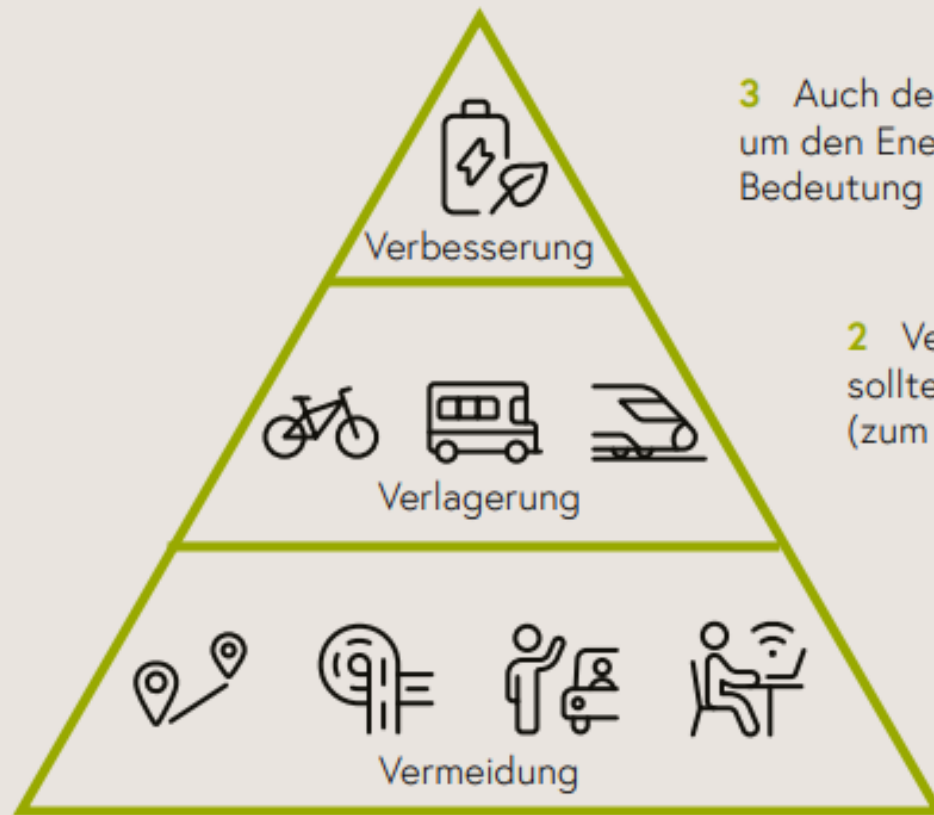 3 Auch de
um den Ene
Bedeutung
Verbesserung
2 Ve
sollte
(zum
Verlagerung
Vermeidung